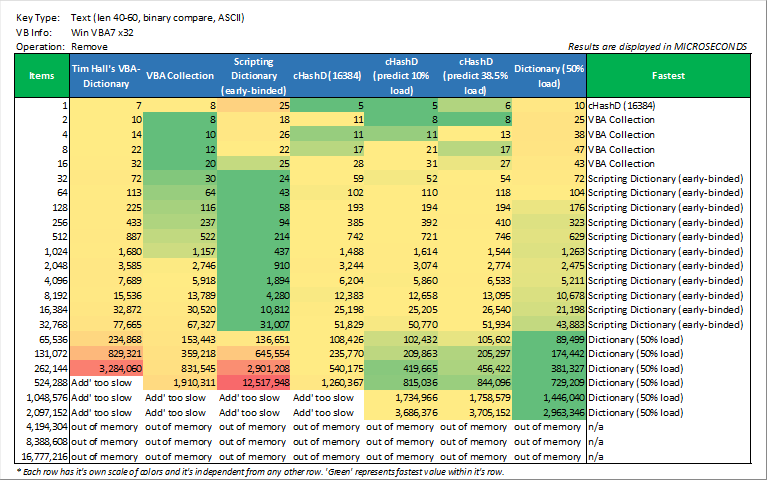 Key Type: Text (len 40-60, binary compare, ASCII)
VB Info: Win VBA7 x32
Operation: Remove Results are displayed in MICROSECONDS
Items Tim Hall's VBA-Dictionary VBA Collection Scripting Dictionary (early-binded) cHashD (16384) cHashD (predict 10% load) cHashD (predict 38.5% load) Dictionary (50% load) Fastest
1 7 8 25 5 5 6 10 cHashD (16384)
2 10 8 18 11 8 8 25 VBA Collection
4 14 10 26 11 11 13 38 VBA Collection
8 22 12 22 17 21 17 47 VBA Collection
16 32 20 25 28 31 27 43 VBA Collection
32 72 30 24 59 52 54 72 Scripting Dictionary (early-binded)
64 113 64 43 102 110 118 104 Scripting Dictionary (early-binded)
128 225 116 58 193 194 194 176 Scripting Dictionary (early-binded)
256 433 237 94 385 392 410 323 Scripting Dictionary (early-binded)
512 887 522 214 742 721 746 629 Scripting Dictionary (early-binded)
1,024 1,680 1,157 437 1,488 1,614 1,544 1,263 Scripting Dictionary (early-binded)
2,048 3,585 2,746 910 3,244 3,074 2,774 2,475 Scripting Dictionary (early-binded)
4,096 7,689 5,918 1,894 6,204 5,860 6,533 5,211 Scripting Dictionary (early-binded)
8,192 15,536 13,789 4,280 12,383 12,658 13,095 10,678 Scripting Dictionary (early-binded)
16,384 32,872 30,520 10,812 25,198 25,205 26,540 21,198 Scripting Dictionary (early-binded)
32,768 77,665 67,327 31,007 51,829 50,770 51,934 43,883 Scripting Dictionary (early-binded)
65,536 234,868 153,443 136,651 108,426 102,432 105,602 89,499 Dictionary (50% load)
131,072 829,321 359,218 645,554 235,770 209,863 205,297 174,442 Dictionary (50% load)
262,144 3,284,060 831,545 2,901,208 540,175 419,665 456,422 381,327 Dictionary (50% load)
524,288 Add' too slow 1,910,311 12,517,948 1,260,367 815,036 844,096 729,209 Dictionary (50% load)
1,048,576 Add' too slow Add' too slow Add' too slow Add' too slow 1,734,966 1,758,579 1,446,040 Dictionary (50% load)
2,097,152 Add' too slow Add' too slow Add' too slow Add' too slow 3,686,376 3,705,152 2,963,346 Dictionary (50% load)
4,194,304 out of memory out of memory out of memory out of memory out of memory out of memory out of memory n/a
8,388,608 out of memory out of memory out of memory out of memory out of memory out of memory out of memory n/a
16,777,216 out of memory out of memory out of memory out of memory out of memory out of memory out of memory n/a
* Each row has it's own scale of colors and it's independent from any other row. 'Green' represents fastest value within it's row.